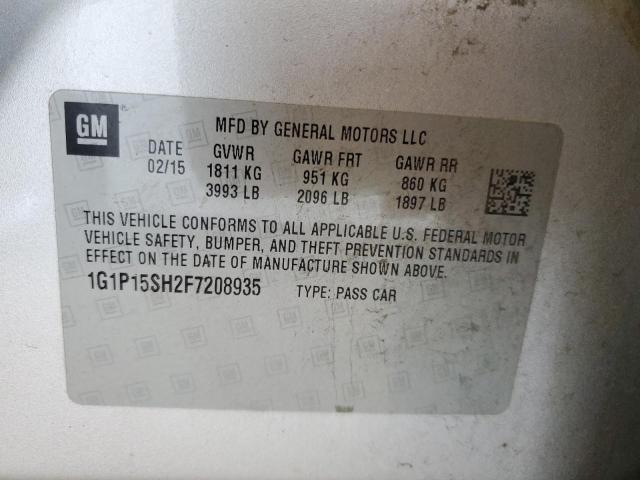 GM
MFD BY GENERAL MOTORS LLC
DATE GVWR GAWR FRT GAWR RR
02/15 1811 KG 951 KG 860 KG
3993 LB 2096 LB 1897 LB
THIS VEHICLE CONFORMS TO ALL APPLICABLE U.S. FEDERAL MOTOR
VEHICLE SAFETY, BUMPER, AND THEFT PREVENTION STANDARDS IN
EFFECT ON THE DATE OF MANUFACTURE SHOWN ABOVE.
1G1P15SH2F7208935 TYPE: PASS CAR